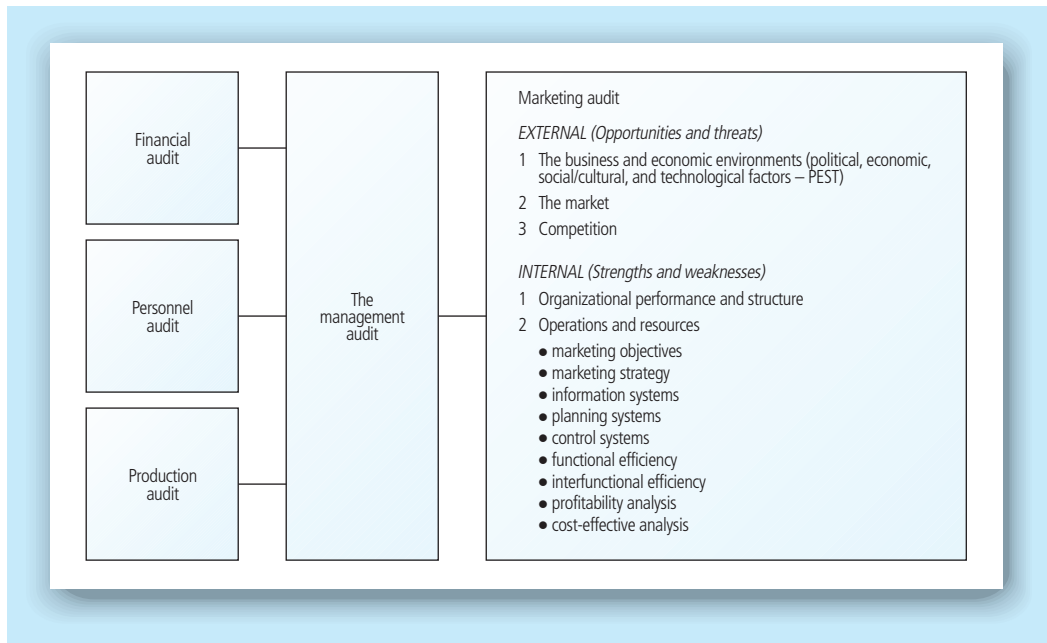 Financial
audit
Personnel
audit
Production
audit
The
management
audit
Marketing audit
EXTERNAL (Opportunities and threats)
1 The business and economic environments (political, economic,
social/cultural, and technological factors – PEST)
2 The market
3 Competition
INTERNAL (Strengths and weaknesses)
1 Organizational performance and structure
2 Operations and resources
● marketing objectives
● marketing strategy
● information systems
● planning systems
● control systems
● functional efficiency
● interfunctional efficiency
● profitability analysis
● cost-effective analysis